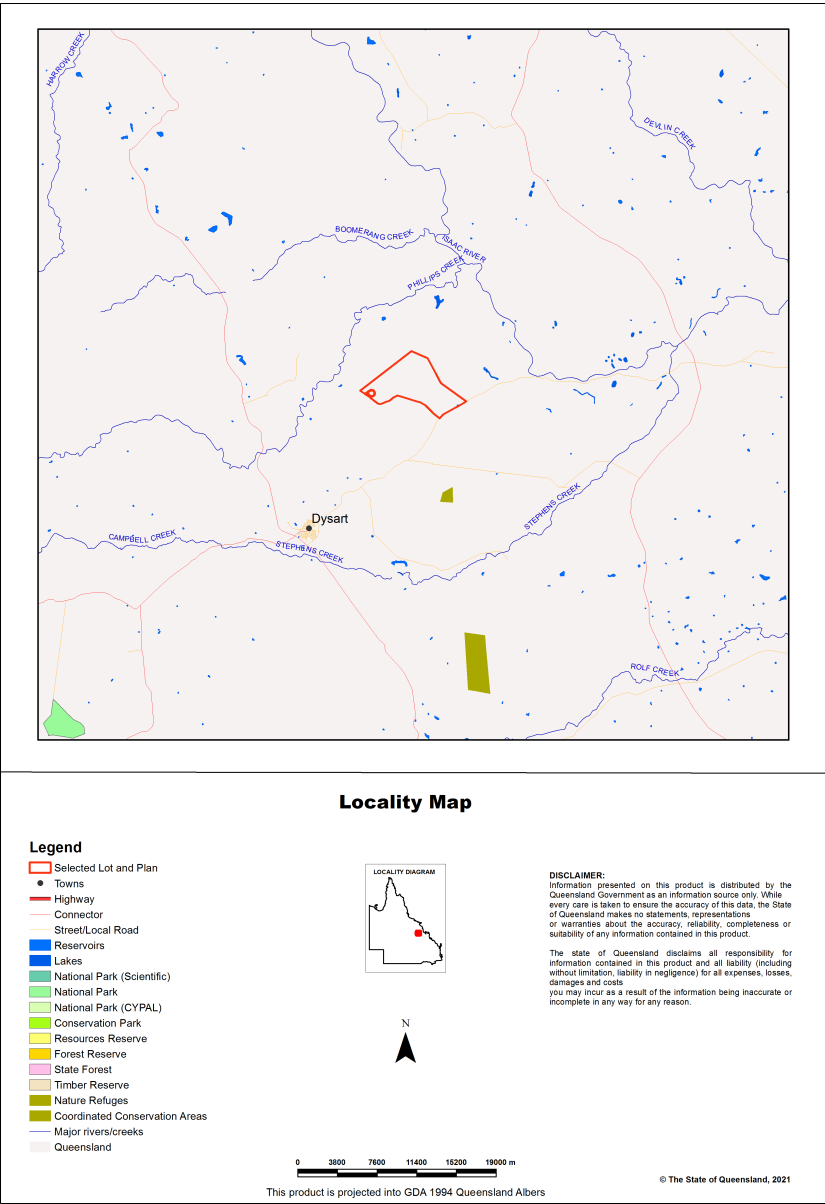 HARROW CREEK
DEVLIN CREEK
BOOMERANG CREEK
ISAAC RIVER
PHILLIPS CREEK
Dysart
STEPHENS CREEK
CAMPBELL CREEK
STEPHENS CREEK
ROLF CREEK
Locality Map
Legend
Selected Lot and Plan
Towns
Highway
Connector
Street/Local Road
Reservoirs
Lakes
National Park (Scientific)
National Park
National Park (CYPAL)
Conservation Park
Resources Reserve
Forest Reserve
State Forest
Timber Reserve
Nature Refuges
Coordinated Conservation Areas
Major rivers/creeks
Queensland
LOCALITY DIAGRAM
N
DISCLAIMER:
Information presented on this product is distributed by the
Queensland Government as an information source only. While
every care is taken to ensure the accuracy of this data, the State
of Queensland makes no statements, representations
or warranties about the accuracy, reliability, completeness or
suitability of any information contained in this product.
The state of Queensland disclaims all responsibility for
information contained in this product and all liability (including
without limitation, liability in negligence) for all expenses, losses,
damages and costs
you may incur as a result of the information being inaccurate or
incomplete in any way for any reason.
0 3800 7600 11400 15200 19000 m
This product is projected into GDA 1994 Queensland Albers
© The State of Queensland, 2021